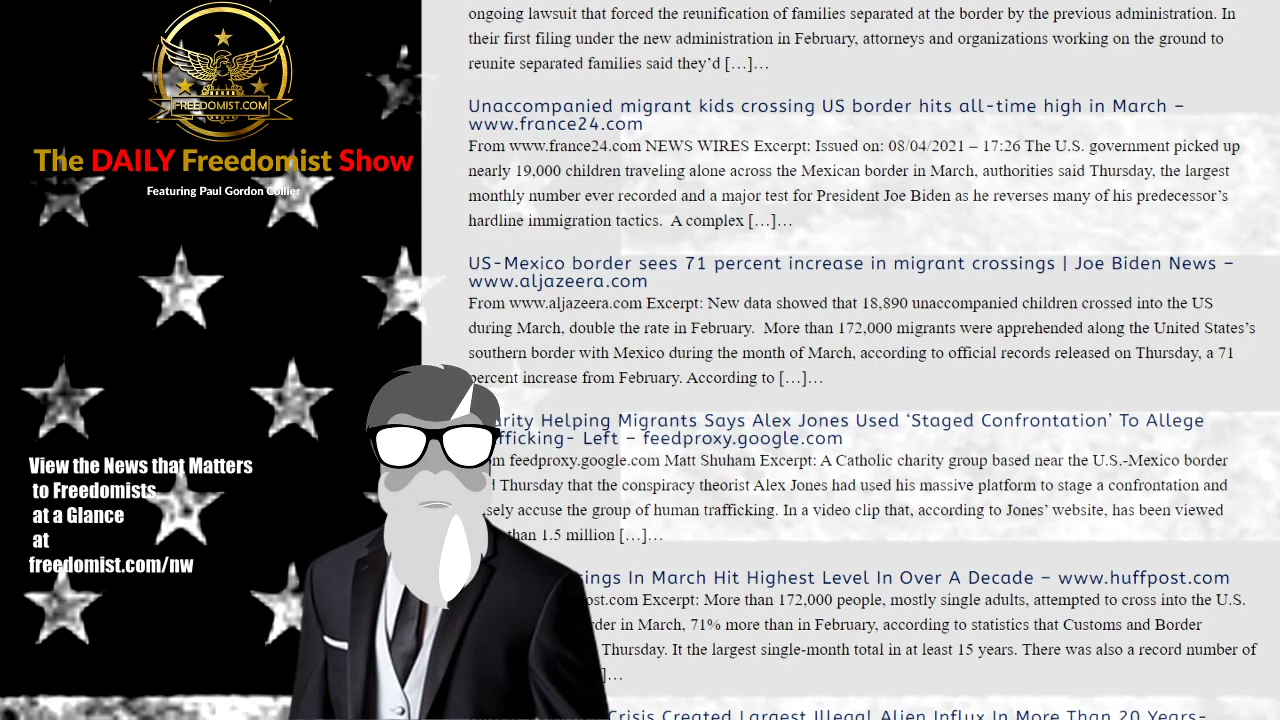 FREEDOMIST.COM
The DAILY Freedomist Show
Featuring Paul Gordon Collier
View the News that Matters
to Freedomists
at a Glance
at
freedomist.com/nw
ongoing lawsuit that forced the reunification of families separated at the border by the previous administration. In
their first filing under the new administration in February, attorneys and organizations working on the ground to
reunite separated families said they’d […]…
Unaccompanied migrant kids crossing US border hits all-time high in March –
www.france24.com
From www.france24.com NEWS WIRES Excerpt: Issued on: 08/04/2021 – 17:26 The U.S. government picked up
nearly 19,000 children traveling alone across the Mexican border in March, authorities said Thursday, the largest
monthly number ever recorded and a major test for President Joe Biden as he reverses many of his predecessor’s
hardline immigration tactics. A complex […]…
US-Mexico border sees 71 percent increase in migrant crossings | Joe Biden News –
www.aljazeera.com
From www.aljazeera.com Excerpt: New data showed that 18,890 unaccompanied children crossed into the US
during March, double the rate in February. More than 172,000 migrants were apprehended along the United States’s
southern border with Mexico during the month of March, according to official records released on Thursday, a 71
percent increase from February. According to […]…
Helping Migrants Says Alex Jones Used ‘Staged Confrontation’ To Allege
Left – feedproxy.google.com
feedproxy.google.com Matt Shuham Excerpt: A Catholic charity group based near the U.S.-Mexico border
Thursday that the conspiracy theorist Alex Jones had used his massive platform to stage a confrontation and
accuse the group of human trafficking. In a video clip that, according to Jones’ website, has been viewed
than 1.5 million […]…
In March Hit Highest Level In Over A Decade – www.huffpost.com
Excerpt: More than 172,000 people, mostly single adults, attempted to cross into the U.S.
in March, 71% more than in February, according to statistics that Customs and Border
Thursday. It the largest single-month total in at least 15 years. There was also a record number of
Crisis Created Largest Illegal Alien Influx In More Than 20 Years-